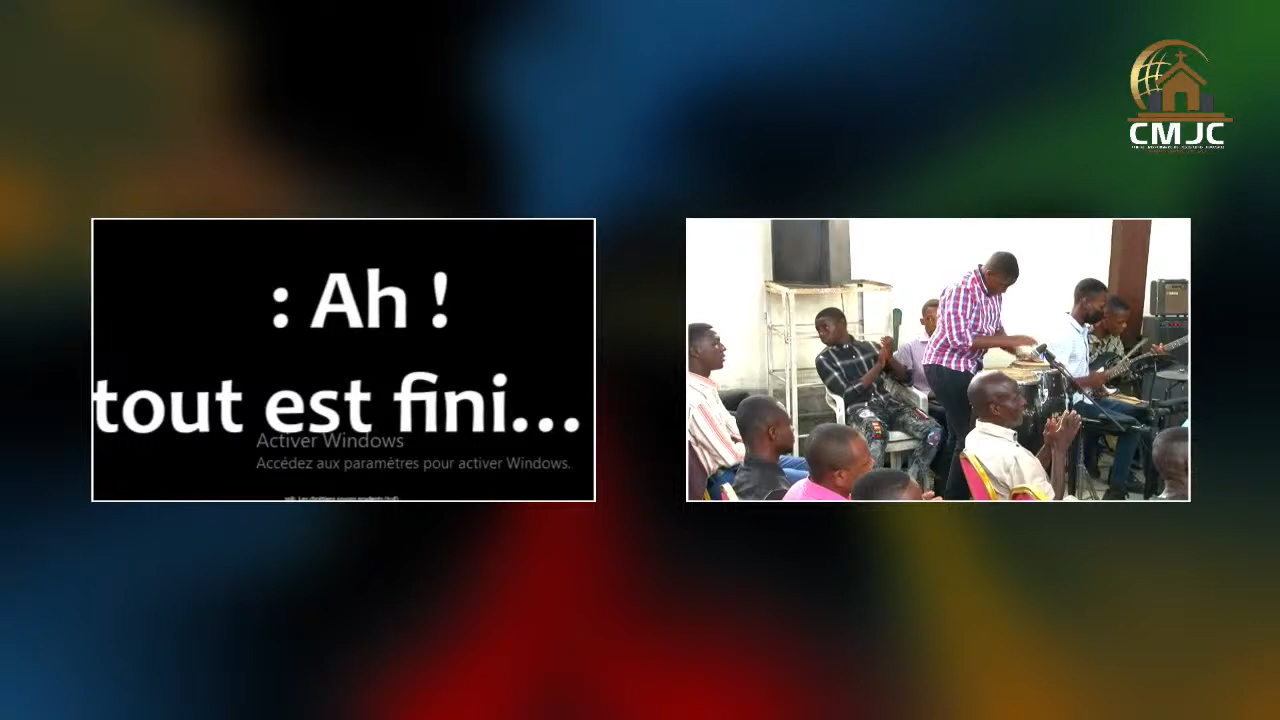 : Ah !
tout est fini...
Activer Windows
Accédez aux paramètres pour activer Windows.
CMJC